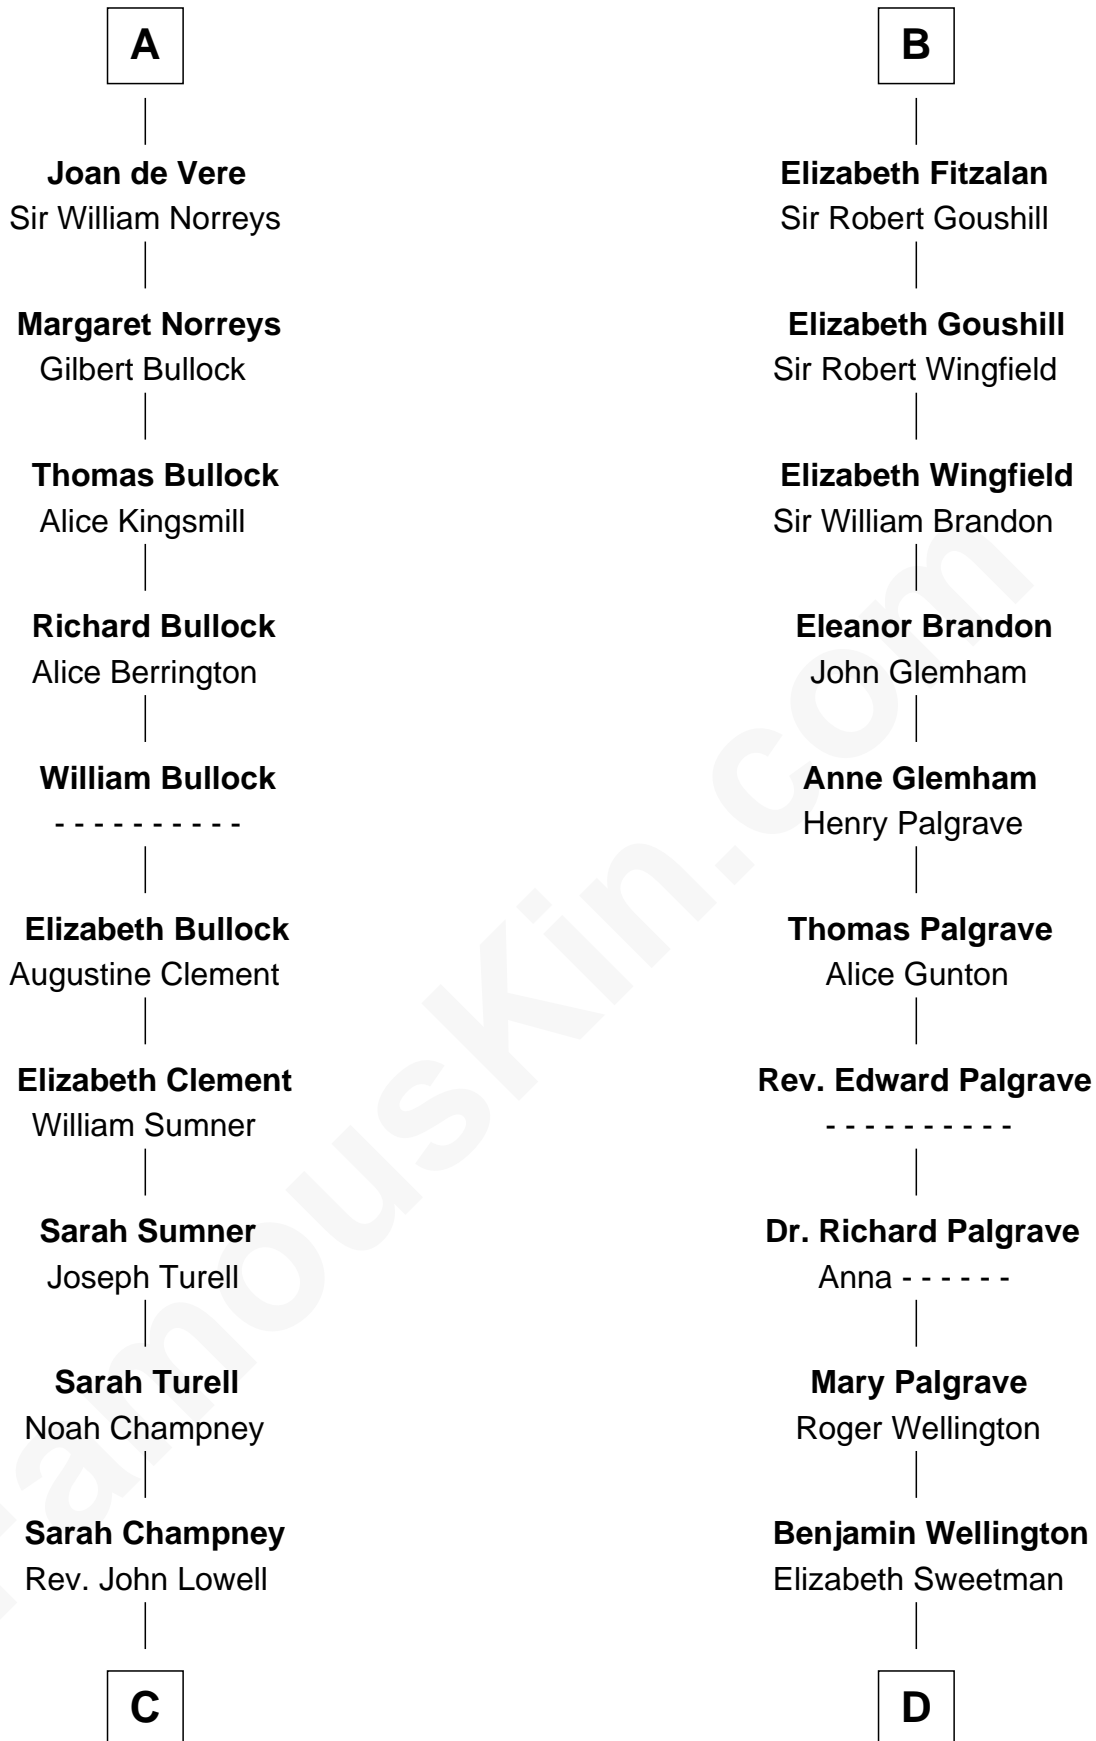 A
Joan de Vere
Sir William Norreys
Margaret Norreys
Gilbert Bullock
Thomas Bullock
Alice Kingsmill
Richard Bullock
Alice Berrington
William Bullock
- - - - - - - - - -
Elizabeth Bullock
Augustine Clement
Elizabeth Clement
William Sumner
Sarah Sumner
Joseph Turell
Sarah Turell
Noah Champney
Sarah Champney
Rev. John Lowell
C
B
Elizabeth Fitzalan
Sir Robert Goushill
Elizabeth Goushill
Sir Robert Wingfield
Elizabeth Wingfield
Sir William Brandon
Eleanor Brandon
John Glemham
Anne Glemham
Henry Palgrave
Thomas Palgrave
Alice Gunton
Rev. Edward Palgrave
- - - - - - - - - -
Dr. Richard Palgrave
Anna - - - - - -
Mary Palgrave
Roger Wellington
Benjamin Wellington
Elizabeth Sweetman
D
FamousKin.com